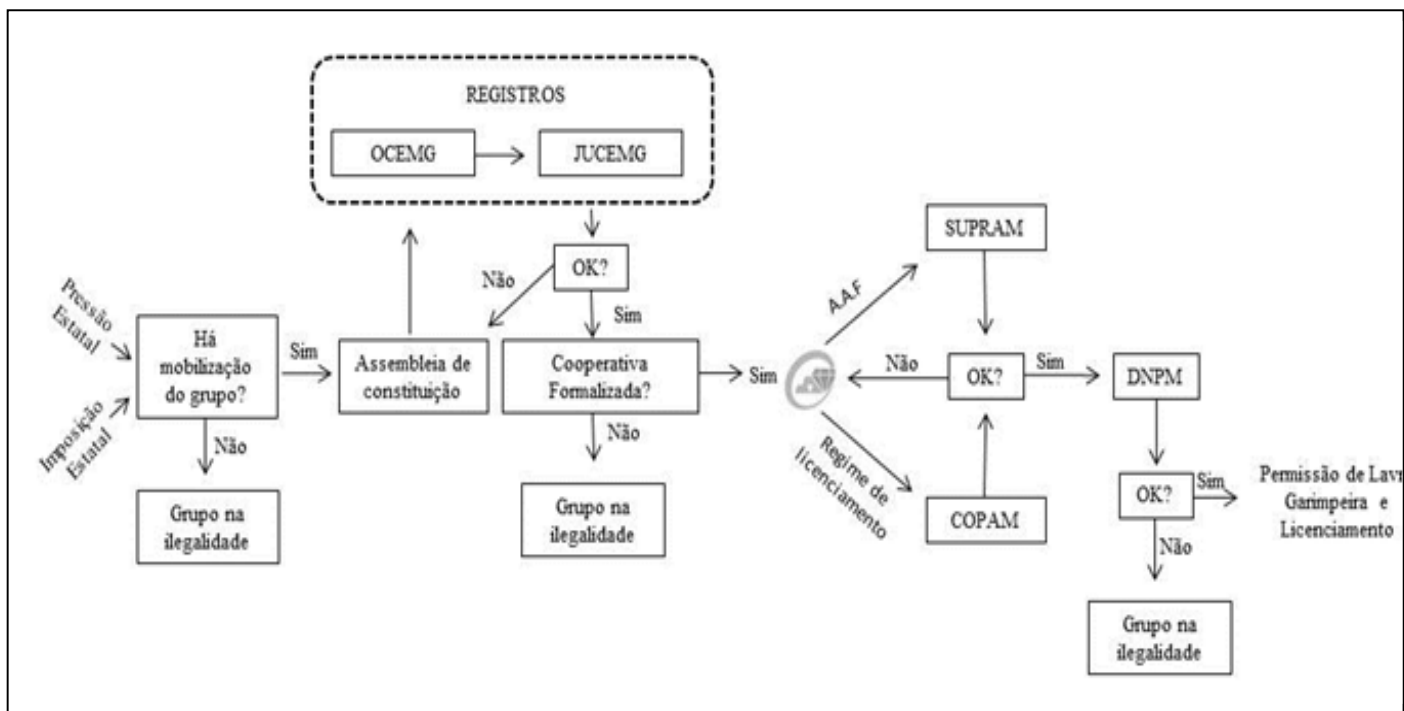 REGISTROS
OCEMG
JUCEMG
SUPRAM
OK?
Não
Sim
A.A.F
Pressão
Estatal
Imposição
Estatal
Há
mobilização
do grupo?
Sim
Assembleia de
constituição
Cooperativa
Formalizada?
Sim
Não
OK?
Sim
DNPM
Não
Não
Regime de
licenciamento
COPAM
OK?
Sim
Permissão de Lavr
Garimpeira e
Licenciamento
Não
Grupo na
ilegalidade
Grupo na
ilegalidade
Grupo na
ilegalidade